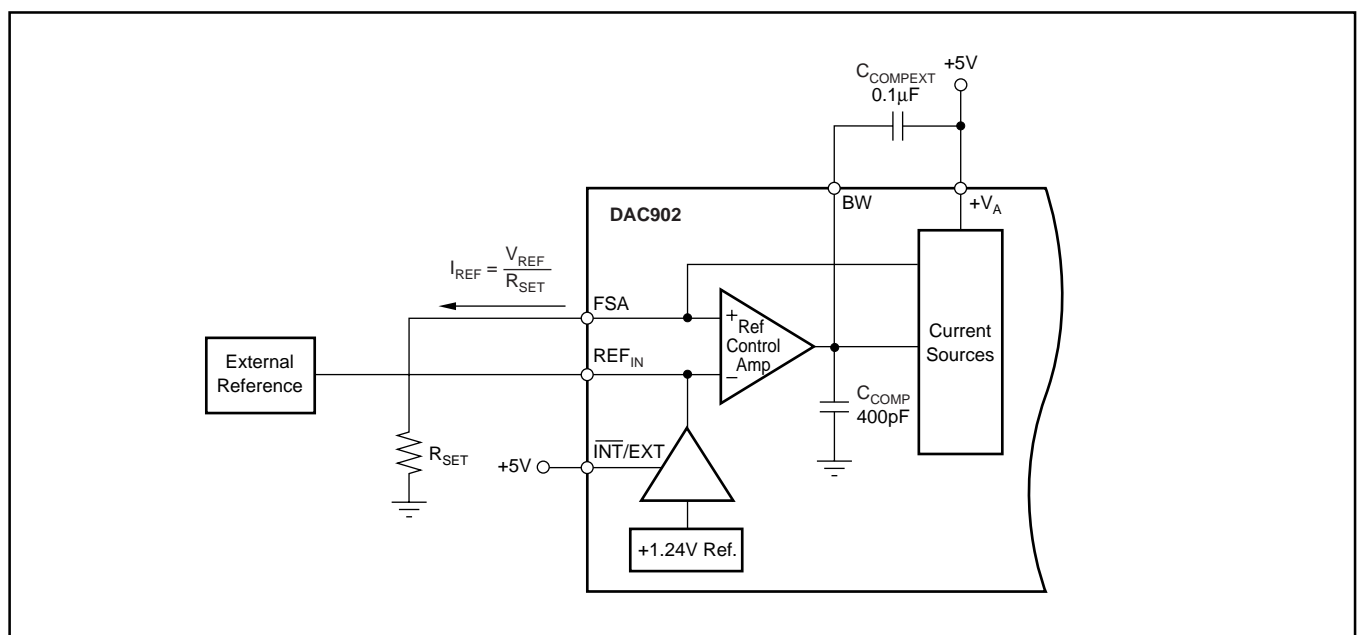 C_COMPEXT
0.1μF
+5V
BW
+V_A
DAC902
I_REF = V_REF / R_SET
FSA
+
Ref
Control
Amp
Current
Sources
External
Reference
REF_IN
–
C_COMP
400pF
R_SET
+5V
I̅N̅T̅/EXT
+1.24V Ref.